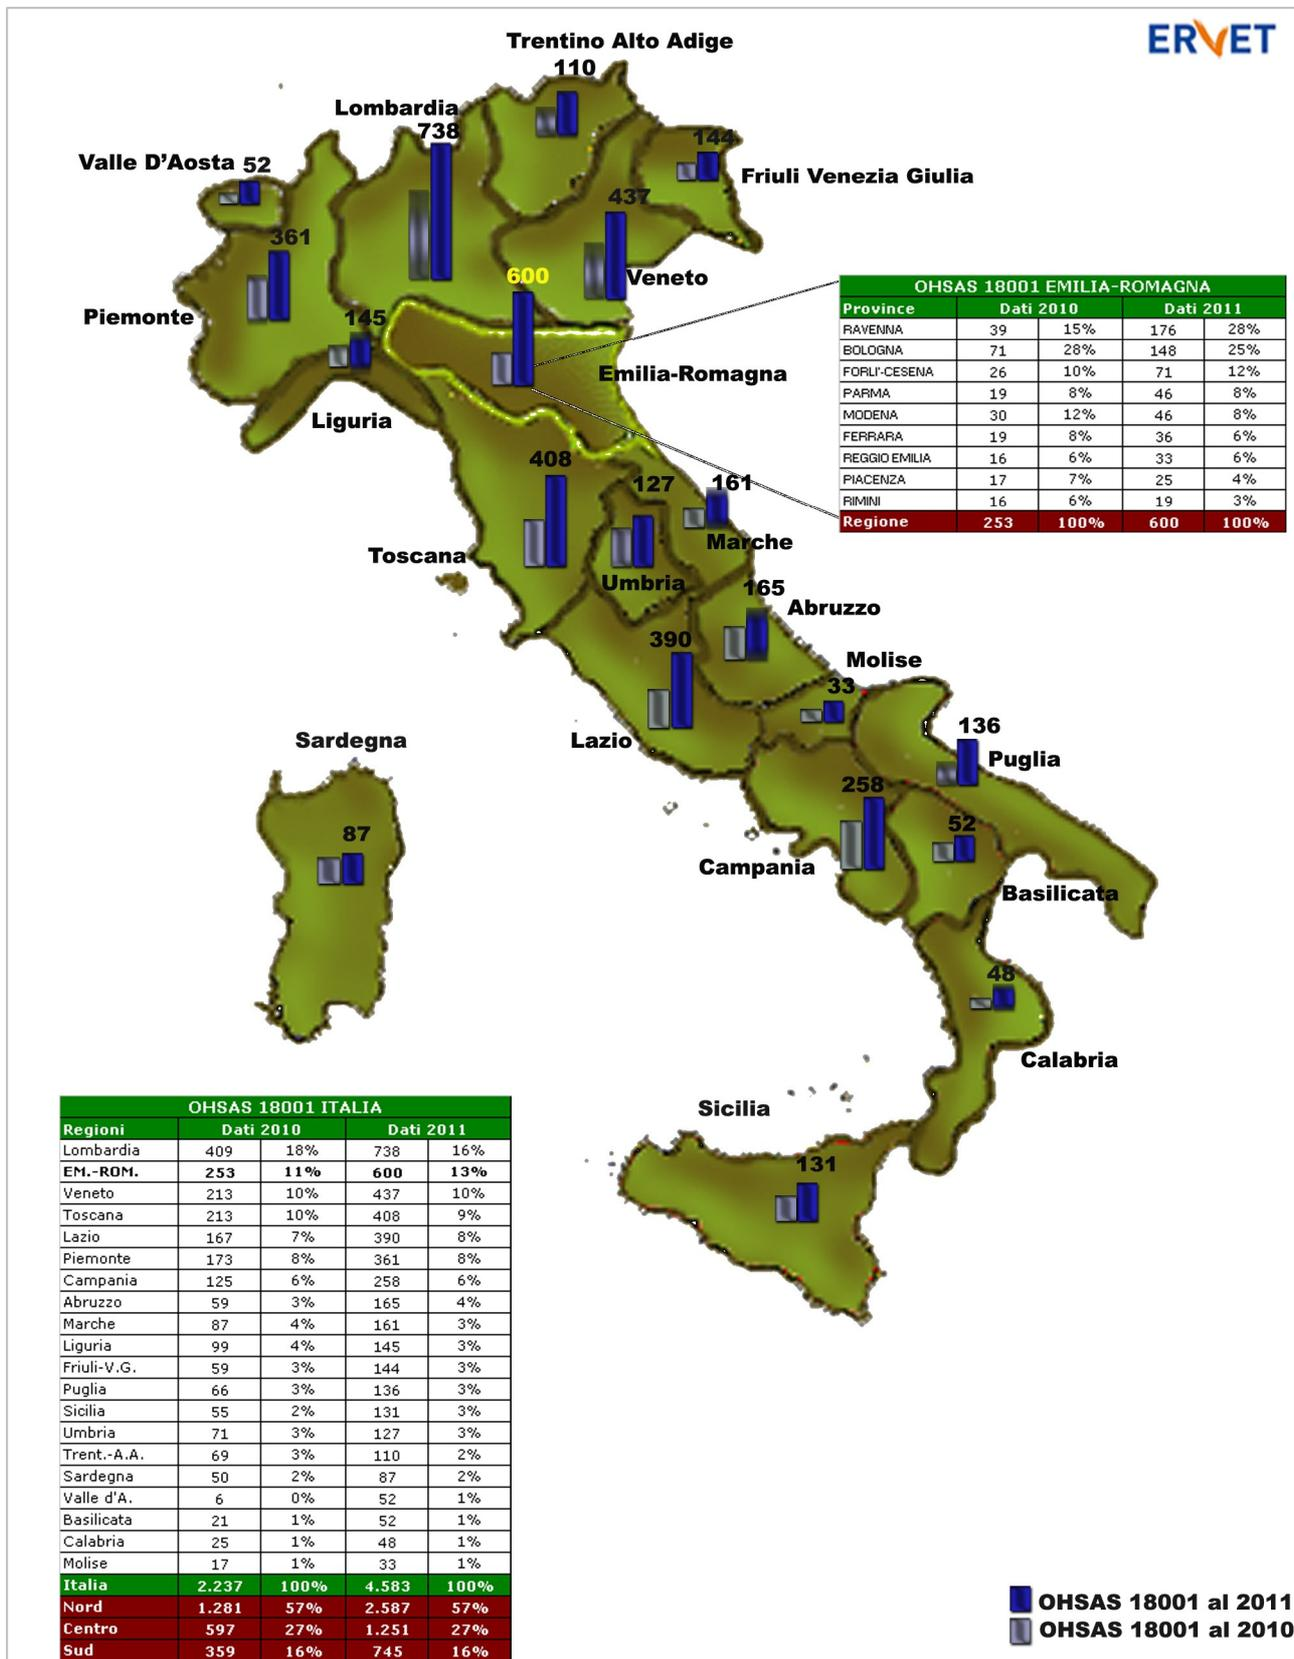 ERVET
Trentino Alto Adige
110
Lombardia
738
144
Valle D'Aosta 52
Friuli Venezia Giulia
437
361
600
Veneto
Piemonte
145
Emilia-Romagna
Liguria
OHSAS 18001 EMILIA-ROMAGNA
Province Dati 2010 Dati 2011
RAVENNA 39 15% 176 28%
BOLOGNA 71 28% 148 25%
FORLI'-CESENA 26 10% 71 12%
PARMA 19 8% 46 8%
MODENA 30 12% 46 8%
FERRARA 19 8% 36 6%
REGGIO EMILIA 16 6% 33 6%
PIACENZA 17 7% 25 4%
RIMINI 16 6% 19 3%
Regione 253 100% 600 100%
408
127
161
Marche
Toscana
Umbria
165
Abruzzo
390
Molise
33
Lazio
136
Puglia
Sardegna
258
87
52
Campania
Basilicata
48
Calabria
Sicilia
131
OHSAS 18001 ITALIA
Regioni Dati 2010 Dati 2011
Lombardia 409 18% 738 16%
EM.-ROM. 253 11% 600 13%
Veneto 213 10% 437 10%
Toscana 213 10% 408 9%
Lazio 167 7% 390 8%
Piemonte 173 8% 361 8%
Campania 125 6% 258 6%
Abruzzo 59 3% 165 4%
Marche 87 4% 161 3%
Liguria 99 4% 145 3%
Friuli-V.G. 59 3% 144 3%
Puglia 66 3% 136 3%
Sicilia 55 2% 131 3%
Umbria 71 3% 127 3%
Trent.-A.A. 69 3% 110 2%
Sardegna 50 2% 87 2%
Valle d'A. 6 0% 52 1%
Basilicata 21 1% 52 1%
Calabria 25 1% 48 1%
Molise 17 1% 33 1%
Italia 2.237 100% 4.583 100%
Nord 1.281 57% 2.587 57%
Centro 597 27% 1.251 27%
Sud 359 16% 745 16%
OHSAS 18001 al 2011
OHSAS 18001 al 2010